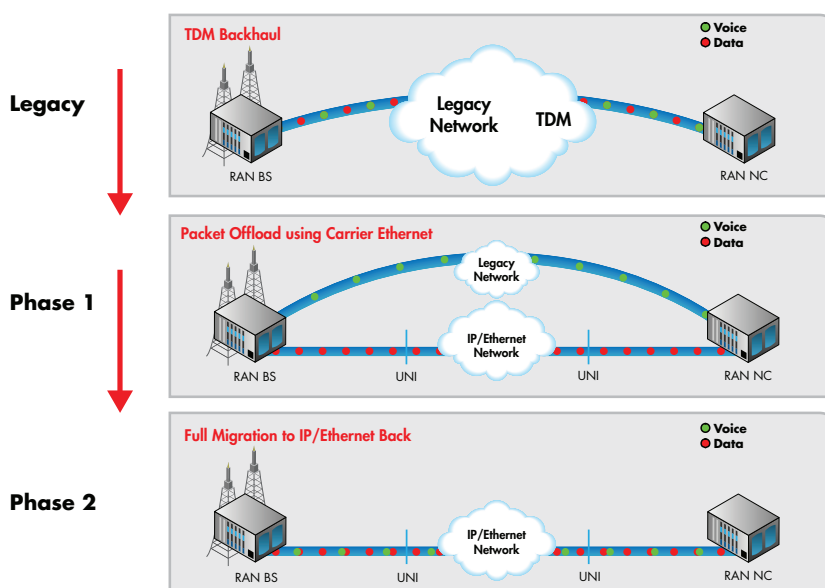 TDM Backhaul
Voice
Data
Legacy
Legacy
Network
TDM
RAN BS
RAN NC
Packet Offload using Carrier Ethernet
Voice
Data
Legacy
Network
Phase 1
IP/Ethernet
Network
RAN BS
UNI
UNI
RAN NC
Full Migration to IP/Ethernet Back
Voice
Data
Phase 2
IP/Ethernet
Network
RAN BS
UNI
UNI
RAN NC